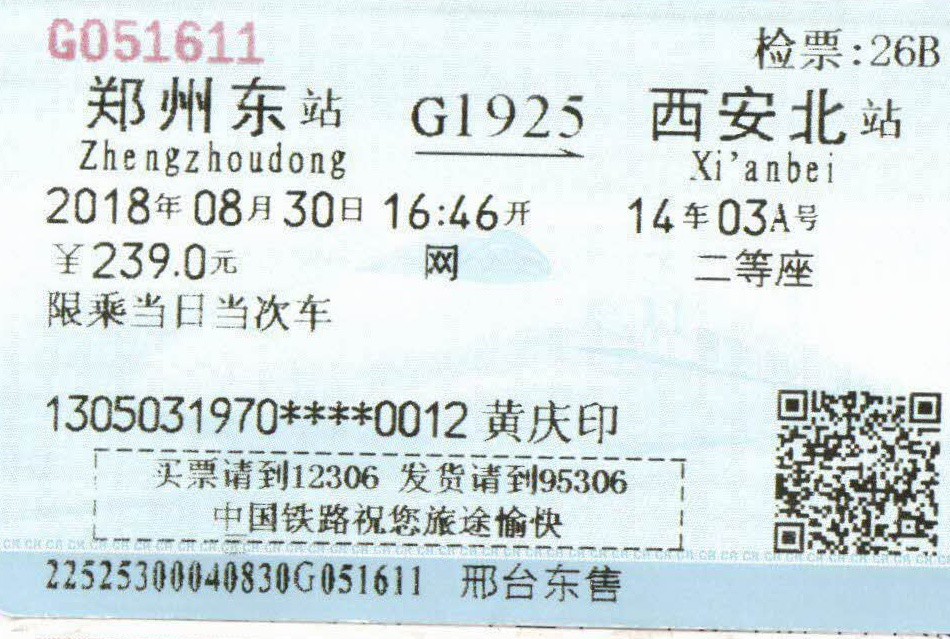 G051611 检票:26B
郑州东站 G1925 西安北站
Zhengzhoudong Xi'anbei
2018年08月30日 16:46开 14车03A号
￥239.0元 网 二等座
限乘当日当次车
1305031970****0012 黄庆印
买票请到12306 发货请到95306
中国铁路祝您旅途愉快
22525300040830G051611 邢台东售